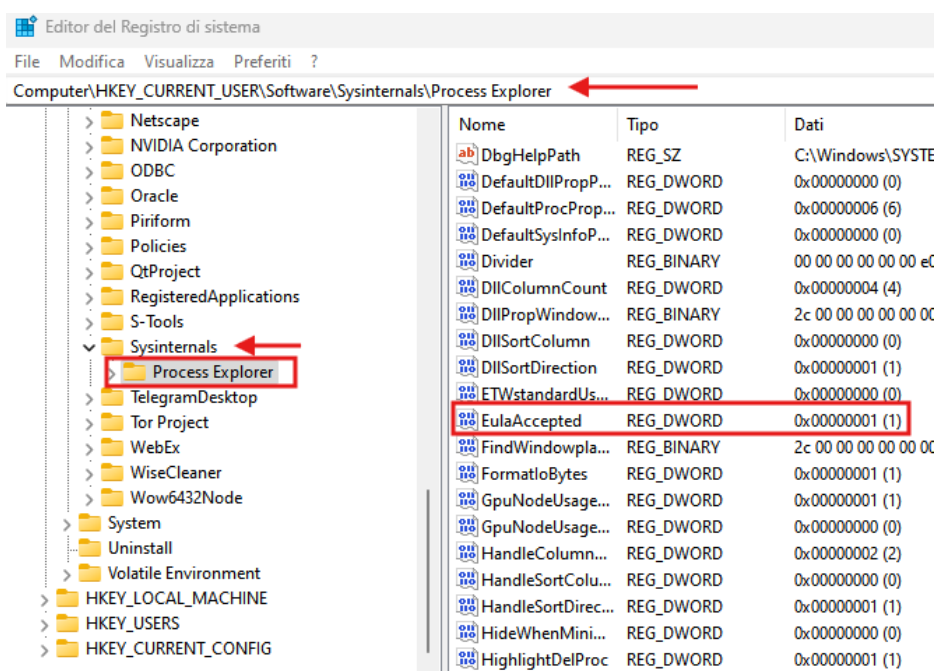 Editor del Registro di sistema
File Modifica Visualizza Preferiti ?
Computer\HKEY_CURRENT_USER\Software\Sysinternals\Process Explorer
Netscape
NVIDIA Corporation
ODBC
Oracle
Piriform
Policies
QtProject
RegisteredApplications
S-Tools
Sysinternals
Process Explorer
TelegramDesktop
Tor Project
WebEx
WiseCleaner
Wow6432Node
System
Uninstall
Volatile Environment
HKEY_LOCAL_MACHINE
HKEY_USERS
HKEY_CURRENT_CONFIG
Nome Tipo Dati
DbgHelpPath REG_SZ C:\Windows\SYSTE
DefaultDllPropP... REG_DWORD 0x00000000 (0)
DefaultProcProp... REG_DWORD 0x00000006 (6)
DefaultSysInfoP... REG_DWORD 0x00000000 (0)
Divider REG_BINARY 00 00 00 00 00 00 e0
DllColumnCount REG_DWORD 0x00000004 (4)
DllPropWindow... REG_BINARY 2c 00 00 00 00 00 00
DllSortColumn REG_DWORD 0x00000000 (0)
DllSortDirection REG_DWORD 0x00000001 (1)
ETWstandardUs... REG_DWORD 0x00000000 (0)
EulaAccepted REG_DWORD 0x00000001 (1)
FindWindowpla... REG_BINARY 2c 00 00 00 00 00 00
FormatIoBytes REG_DWORD 0x00000001 (1)
GpuNodeUsage... REG_DWORD 0x00000001 (1)
GpuNodeUsage... REG_DWORD 0x00000000 (0)
HandleColumn... REG_DWORD 0x00000002 (2)
HandleSortColu... REG_DWORD 0x00000000 (0)
HandleSortDirec... REG_DWORD 0x00000001 (1)
HideWhenMini... REG_DWORD 0x00000000 (0)
HighlightDelProc REG_DWORD 0x00000001 (1)